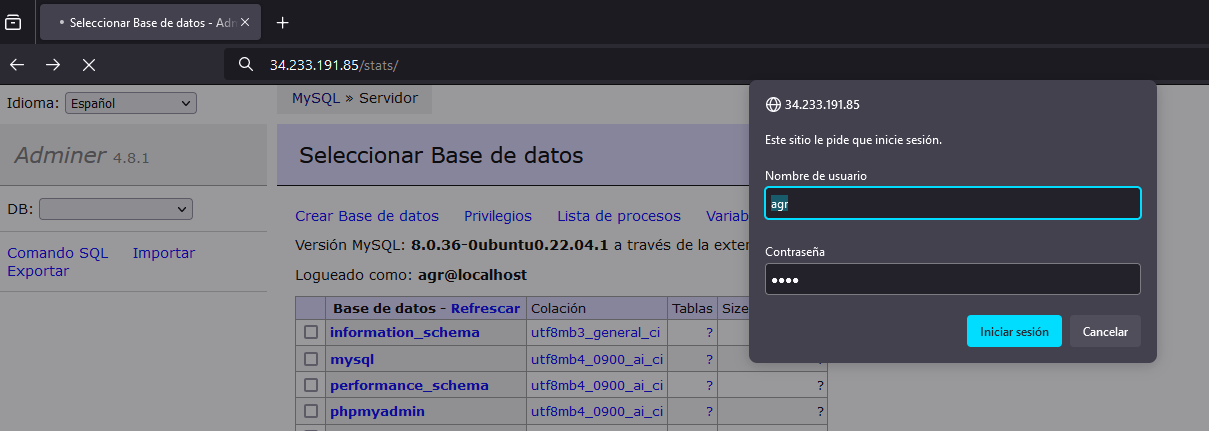 Seleccionar Base de datos - Adm
34.233.191.85/stats/
Idioma: Español
MySQL » Servidor
Adminer 4.8.1
Seleccionar Base de datos
DB:
Comando SQL Importar
Exportar
Crear Base de datos Privilegios Lista de procesos Variab
Versión MySQL: 8.0.36-0ubuntu0.22.04.1 a través de la exten
Logueado como: agr@localhost
Base de datos - Refrescar Colación Tablas Size
information_schema utf8mb3_general_ci ?
mysql utf8mb4_0900_ai_ci ?
performance_schema utf8mb4_0900_ai_ci ? ?
phpmyadmin utf8mb4_0900_ai_ci ? ?
34.233.191.85
Este sitio le pide que inicie sesión.
Nombre de usuario
agr
Contraseña
••••
Iniciar sesión Cancelar